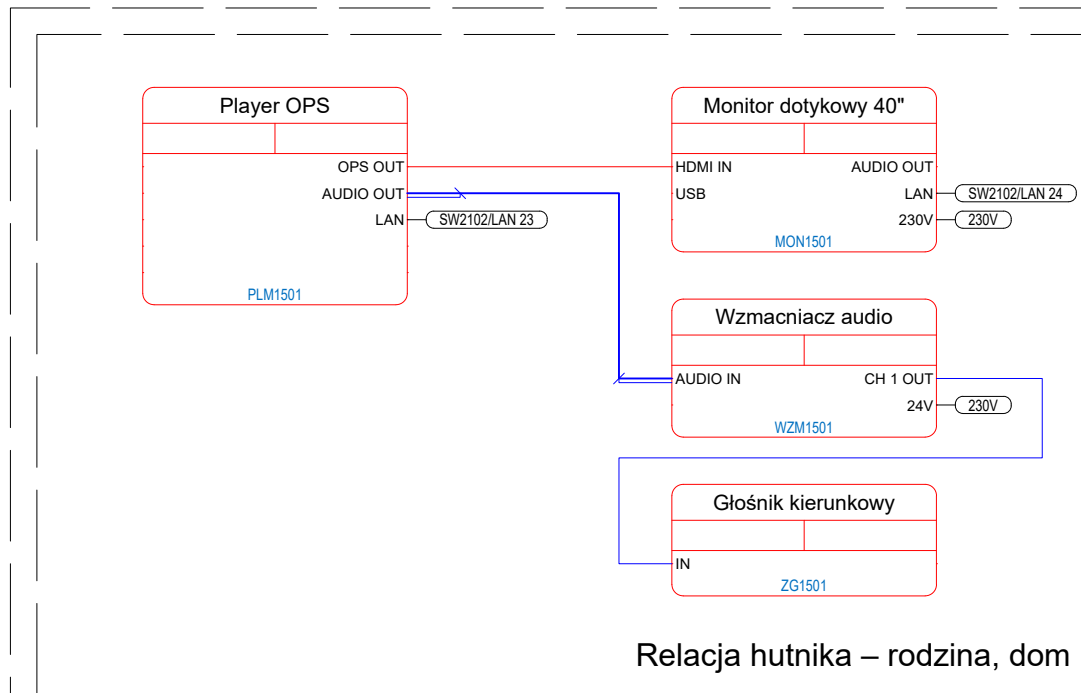 Player OPS
OPS OUT
AUDIO OUT
LAN
SW2102/LAN 23
PLM1501
Monitor dotykowy 40"
HDMI IN
AUDIO OUT
USB
LAN
SW2102/LAN 24
230V
230V
MON1501
Wzmacniacz audio
AUDIO IN
CH 1 OUT
24V
230V
WZM1501
Głośnik kierunkowy
IN
ZG1501
Relacja hutnika – rodzina, dom